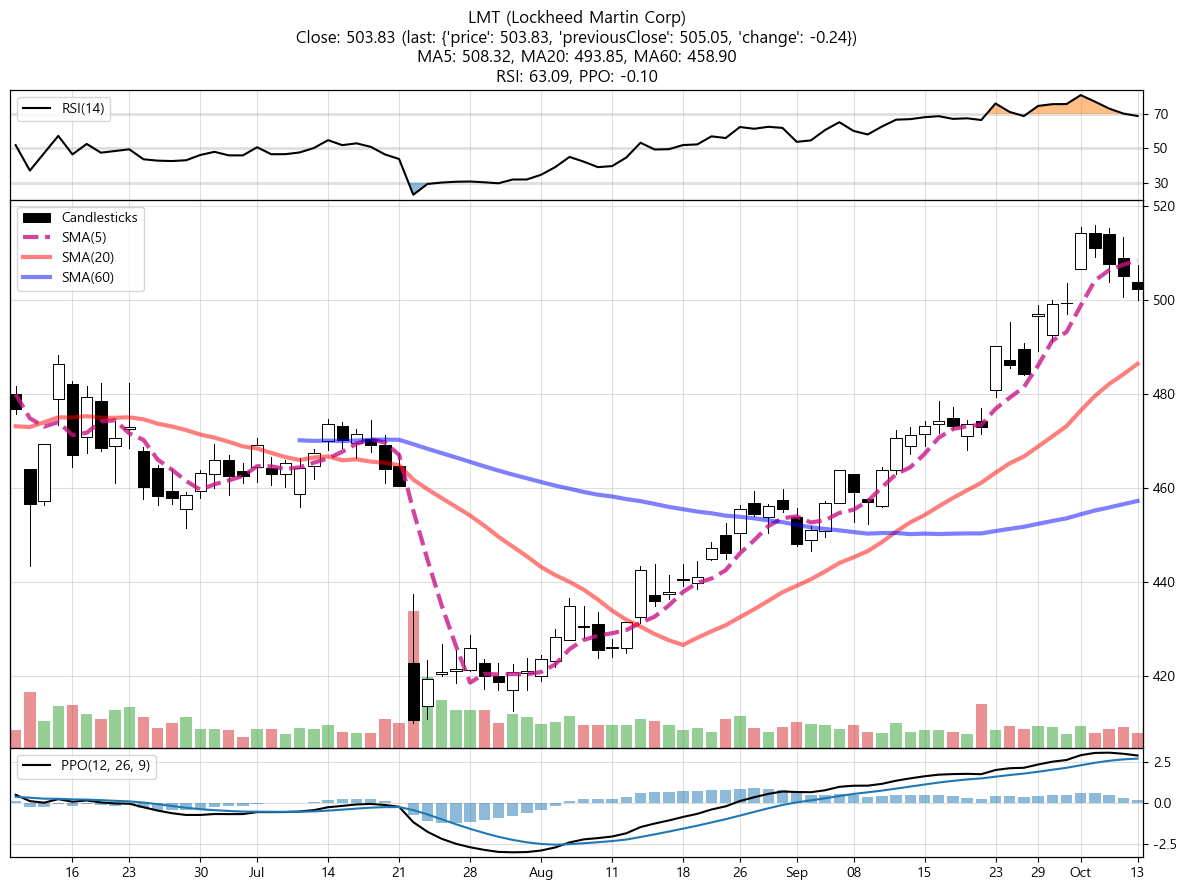 LMT (Lockheed Martin Corp)
Close: 503.83 (last: {'price': 503.83, 'previousClose': 505.05, 'change': -0.24})
MA5: 508.32, MA20: 493.85, MA60: 458.90
RSI: 63.09, PPO: -0.10
RSI(14)
70
50
30
Candlesticks
SMA(5)
SMA(20)
SMA(60)
520
500
480
460
440
420
PPO(12, 26, 9)
2.5
0.0
−2.5
16 23 30 Jul 14 21 28 Aug 11 18 26 Sep 08 15 23 29 Oct 13